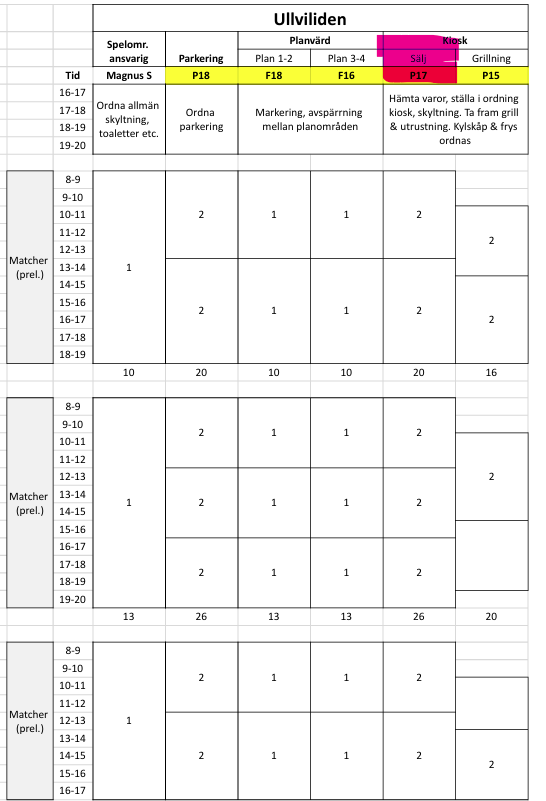 Ullviliden
Spelomr. ansvarig Parkering Planvärd Kiosk
Plan 1-2 Plan 3-4 Sälj Grillning
Tid Magnus S P18 F18 F16 P17 P15
16-17
17-18
18-19
19-20
Ordna allmän
skyltning,
toaletter etc.
Ordna
parkering
Markering, avspärrning
mellan planområden
Hämta varor, ställa i ordning
kiosk, skyltning. Ta fram grill
& utrustning. Kylskåp & frys
ordnas
Matcher
(prel.)
8-9
9-10
10-11
11-12
12-13
13-14
14-15
15-16
16-17
17-18
18-19
1
2 1 1 2
2
2 1 1 2
2
10 20 10 10 20 16
Matcher
(prel.)
8-9
9-10
10-11
11-12
12-13
13-14
14-15
15-16
16-17
17-18
18-19
19-20
1
2 1 1 2
2
2 1 1 2
2 1 1 2
13 26 13 13 26 20
Matcher
(prel.)
8-9
9-10
10-11
11-12
12-13
13-14
14-15
15-16
16-17
1
2 1 1 2
2 1 1 2
2